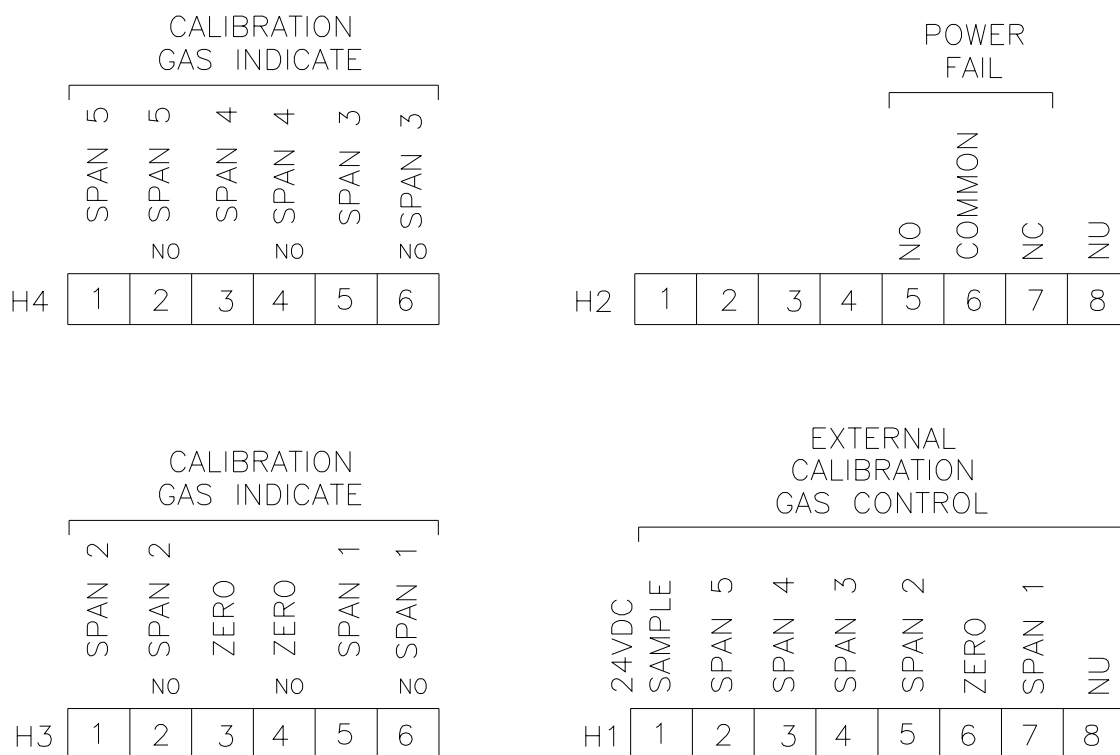 CALIBRATION
GAS INDICATE
SPAN 5
SPAN 5
SPAN 4
SPAN 4
SPAN 3
SPAN 3
NO
NO
NO
H4 1 2 3 4 5 6
POWER
FAIL
NO
COMMON
NC
NU
H2 1 2 3 4 5 6 7 8
CALIBRATION
GAS INDICATE
SPAN 2
SPAN 2
ZERO
ZERO
SPAN 1
SPAN 1
NO
NO
NO
H3 1 2 3 4 5 6
EXTERNAL
CALIBRATION
GAS CONTROL
24VDC
SAMPLE
SPAN 5
SPAN 4
SPAN 3
SPAN 2
ZERO
SPAN 1
NU
H1 1 2 3 4 5 6 7 8